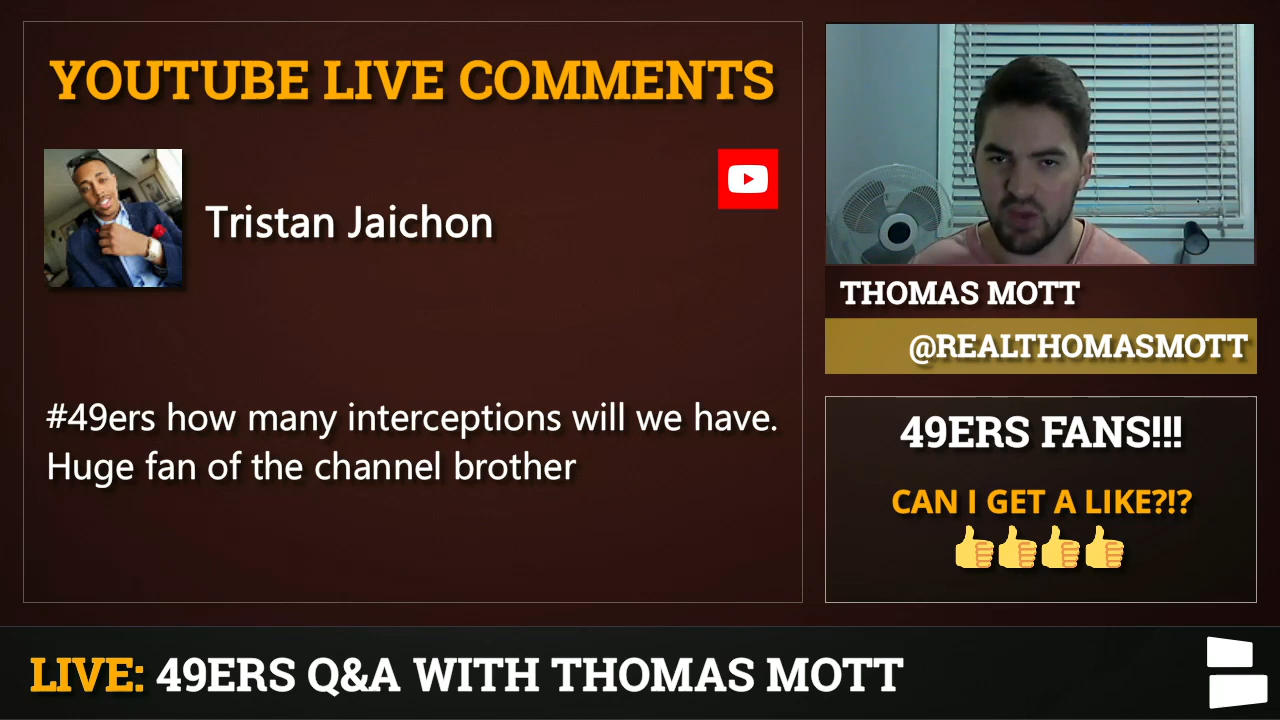 YOUTUBE LIVE COMMENTS
Tristan Jaichon
#49ers how many interceptions will we have.
Huge fan of the channel brother
THOMAS MOTT
@REALTHOMASMOTT
49ERS FANS!!!
CAN I GET A LIKE?!?
👍👍👍👍
LIVE: 49ERS Q&A WITH THOMAS MOTT